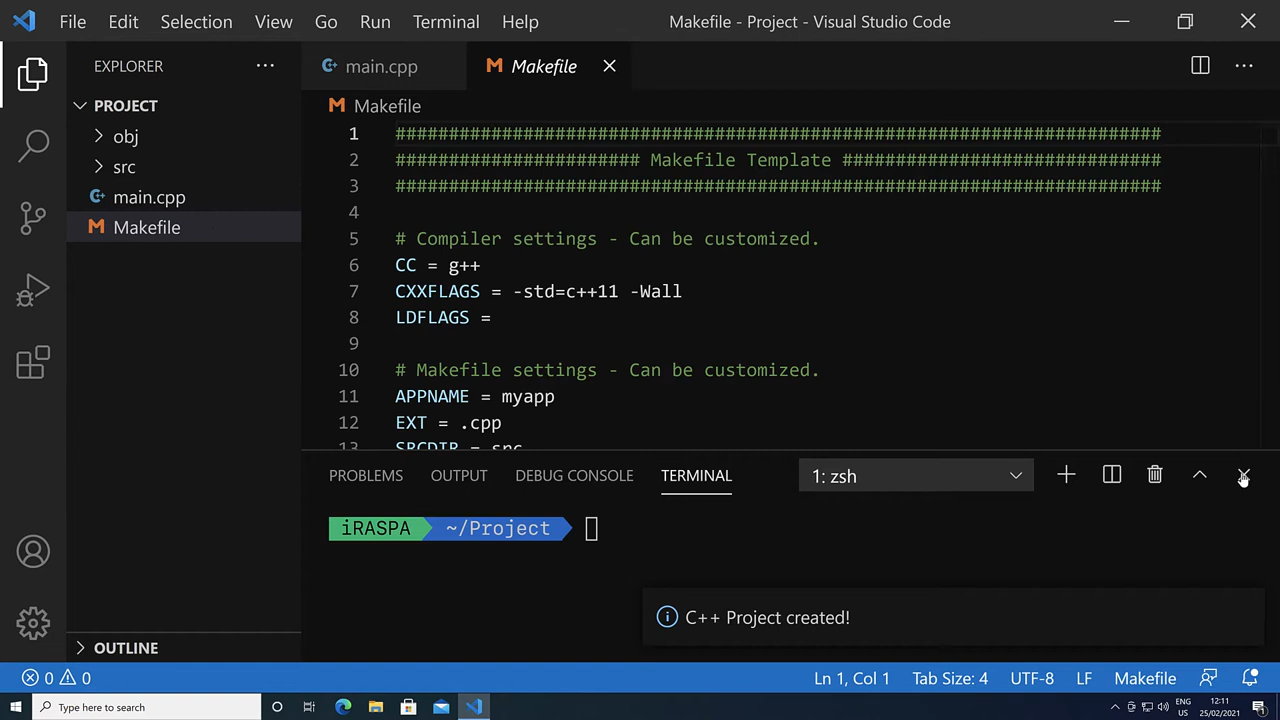 File Edit Selection View Go Run Terminal Help Makefile - Project - Visual Studio Code
EXPLORER
PROJECT
obj
src
main.cpp
M Makefile
OUTLINE
main.cpp M Makefile
M Makefile
1 ########################################################################
2 ####################### Makefile Template ##############################
3 ########################################################################
4
5 # Compiler settings - Can be customized.
6 CC = g++
7 CXXFLAGS = -std=c++11 -Wall
8 LDFLAGS =
9
10 # Makefile settings - Can be customized.
11 APPNAME = myapp
12 EXT = .cpp
13 SRCDIR = src
PROBLEMS OUTPUT DEBUG CONSOLE TERMINAL 1: zsh
iRASPA ~/Project
C++ Project created!
0 0 Ln 1, Col 1 Tab Size: 4 UTF-8 LF Makefile
Type here to search
ENG
US
12:11
25/02/2021